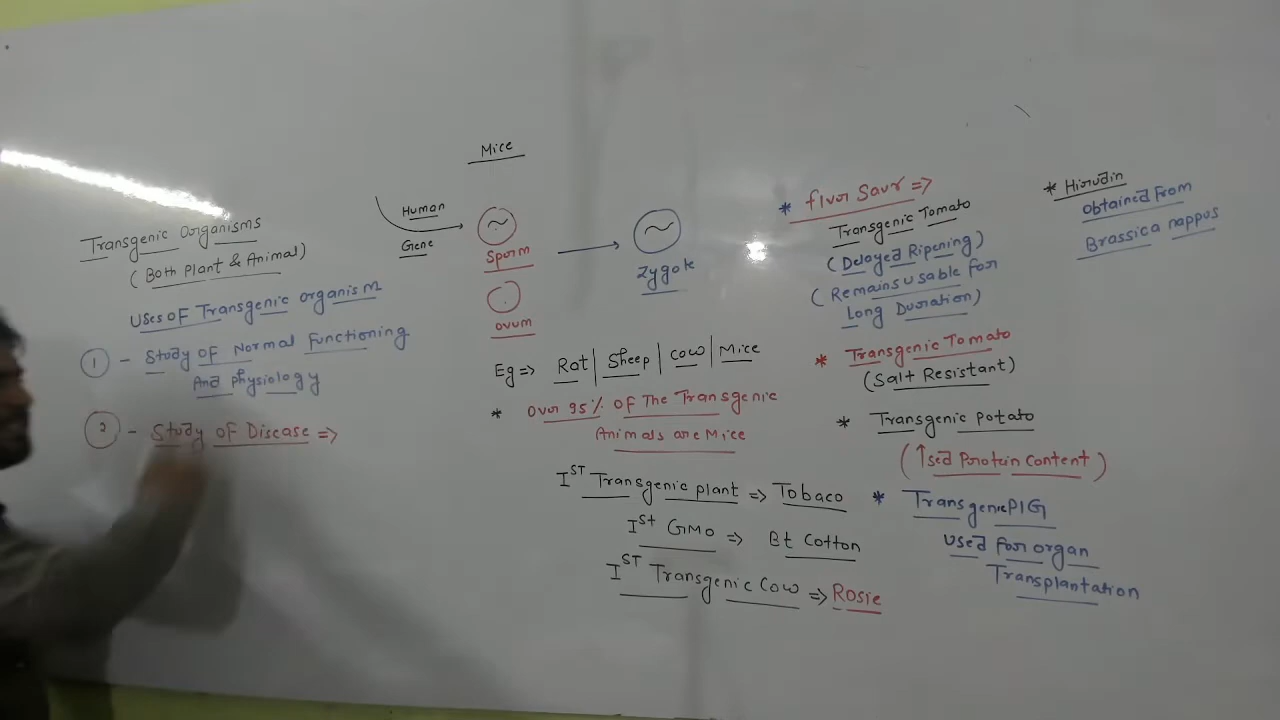 Transgenic Organisms
(Both Plant & Animal)
Uses OF Transgenic organism
1 - Study OF Normal Functioning
And physiology
2 - Study OF Disease =>
Mice
Human
Gene
Sperm
ovum
Zygote
Eg => Rat | Sheep | Cow | Mice
* Over 95% OF The Transgenic
Animals are Mice
IST Transgenic plant => Tobaco
Ist GMO => Bt Cotton
IST Transgenic Cow => Rosie
* flvor Savr =>
Transgenic Tomato
(Delayed Ripening)
(Remains usable for
Long Duration)
* Transgenic Tomato
(Salt Resistant)
* Transgenic potato
(↑sed Protein Content)
* Transgenic PIG
Used for organ
Transplantation
* Hirudin
obtained From
Brassica nappus